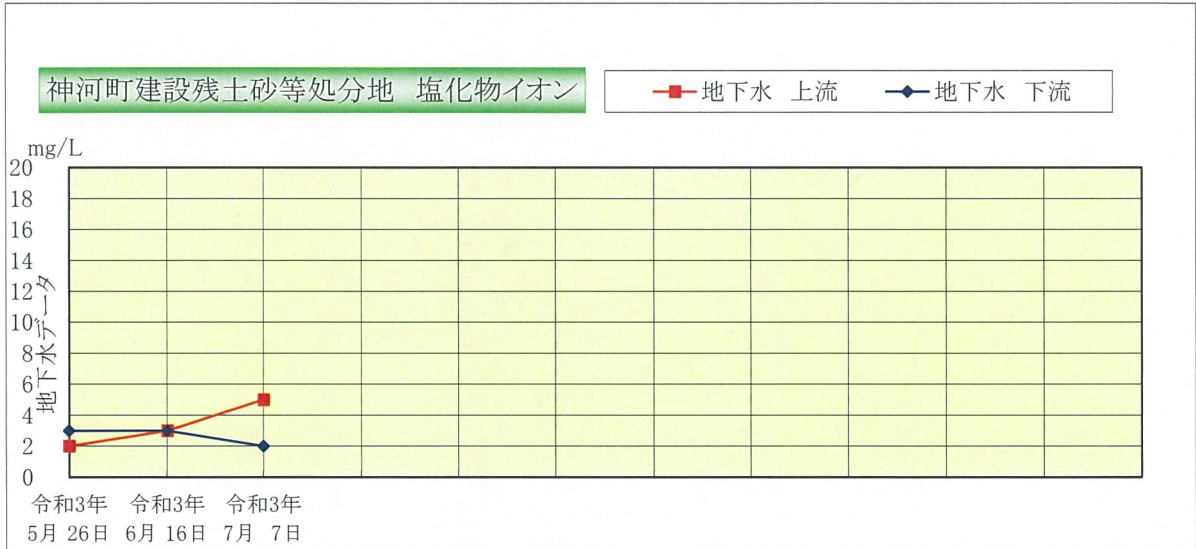 神河町建設残土砂等処分地　塩化物イオン
地下水　上流
地下水　下流
mg/L
20
18
16
14
12
10
8
6
4
2
0
地下水データ
令和3年 令和3年 令和3年
5月 26日 6月 16日 7月　7日